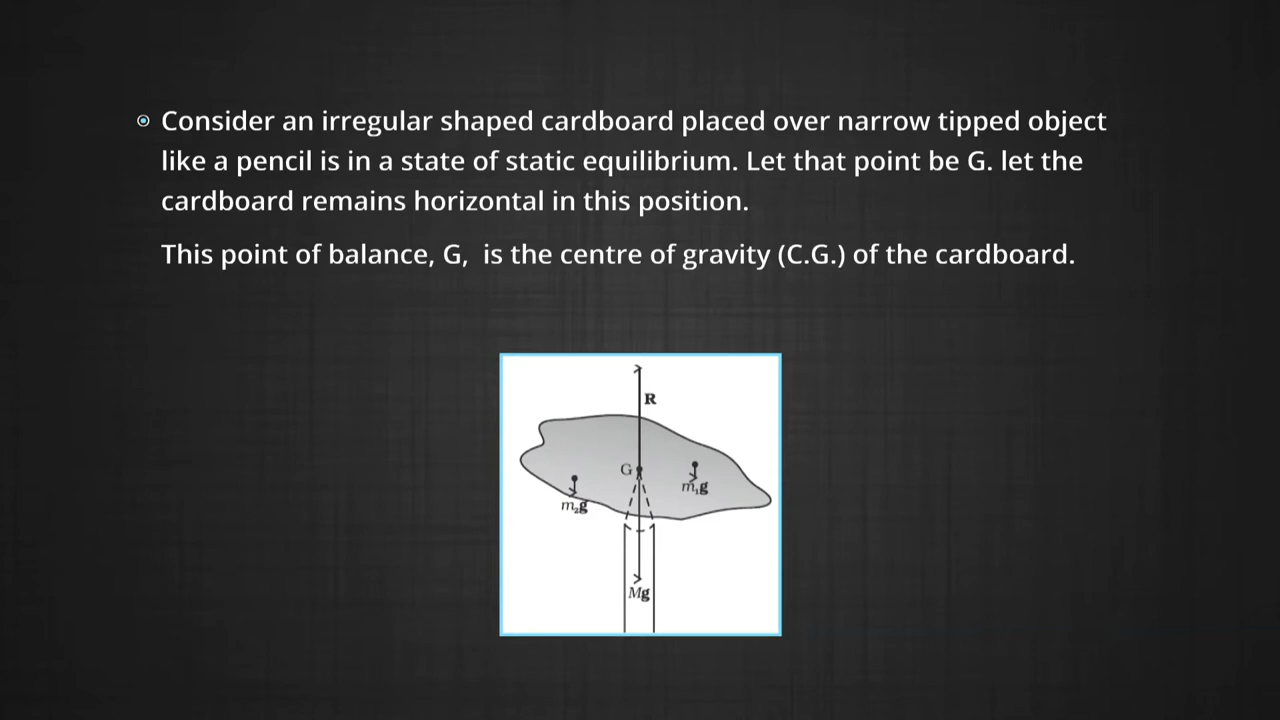 Consider an irregular shaped cardboard placed over narrow tipped object
like a pencil is in a state of static equilibrium. Let that point be G. let the
cardboard remains horizontal in this position.
This point of balance, G, is the centre of gravity (C.G.) of the cardboard.
R
G
m₁g
m₂g
Mg